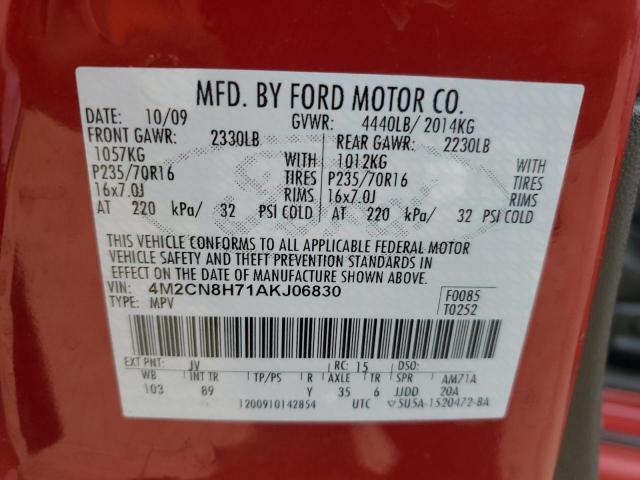 MFD. BY FORD MOTOR CO.
DATE: 10/09 GVWR: 4440LB/ 2014KG
FRONT GAWR: 2330LB REAR GAWR: 2230LB
1057KG WITH 1012KG WITH
P235/70R16 TIRES P235/70R16 TIRES
16x7.0J RIMS 16x7.0J RIMS
AT 220 kPa/ 32 PSI COLD AT 220 kPa/ 32 PSI COLD
THIS VEHICLE CONFORMS TO ALL APPLICABLE FEDERAL MOTOR
VEHICLE SAFETY AND THEFT PREVENTION STANDARDS IN
EFFECT ON THE DATE OF MANUFACTURE SHOWN ABOVE.
VIN: 4M2CN8H71AKJ06830 F0085
TYPE: MPV T0252
EXT PNT: JV RC: 15 DSO:
WB INT TR TP/PS R AXLE TR SPR AM71A
103 89 Y 35 6 JJDD 20A
1200910142854 UTC 5U5A-1520472-BA